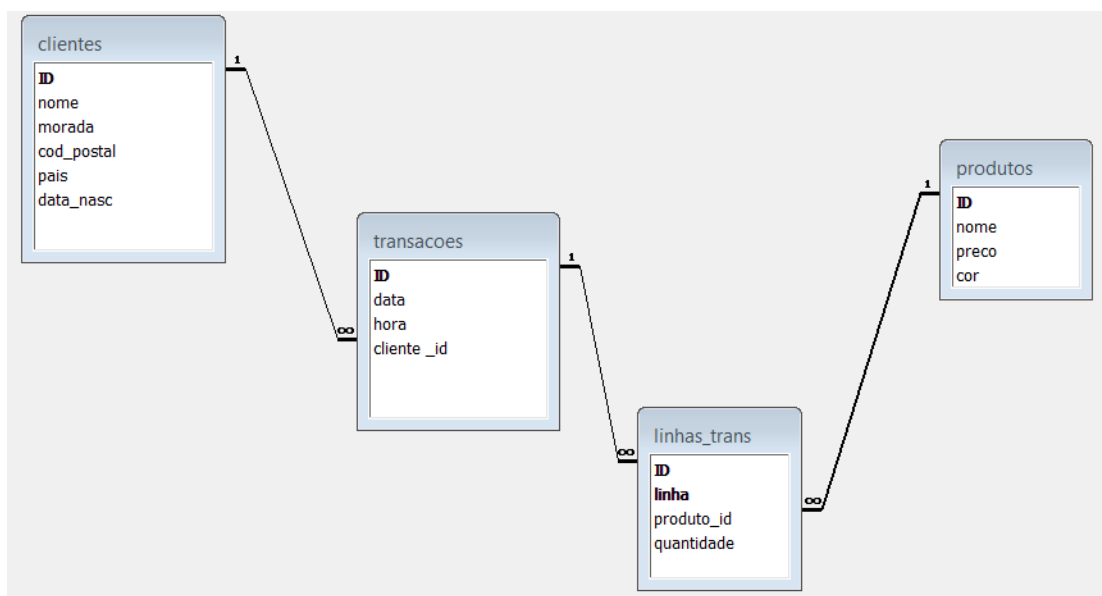 clientes
ID
nome
morada
cod_postal
pais
data_nasc
1
∞
transacoes
ID
data
hora
cliente _id
1
∞
linhas_trans
ID
linha
produto_id
quantidade
∞
1
produtos
ID
nome
preco
cor